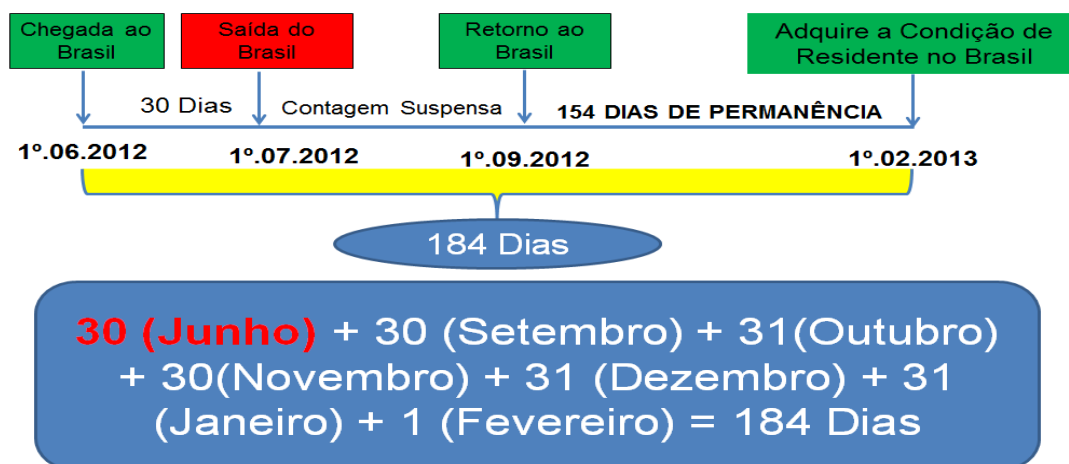 Chegada ao
Brasil
Saída do
Brasil
Retorno ao
Brasil
Adquire a Condição de
Residente no Brasil
30 Dias
Contagem Suspensa
154 DIAS DE PERMANÊNCIA
1º.06.2012
1º.07.2012
1º.09.2012
1º.02.2013
184 Dias
30 (Junho) + 30 (Setembro) + 31(Outubro)
+ 30(Novembro) + 31 (Dezembro) + 31
(Janeiro) + 1 (Fevereiro) = 184 Dias